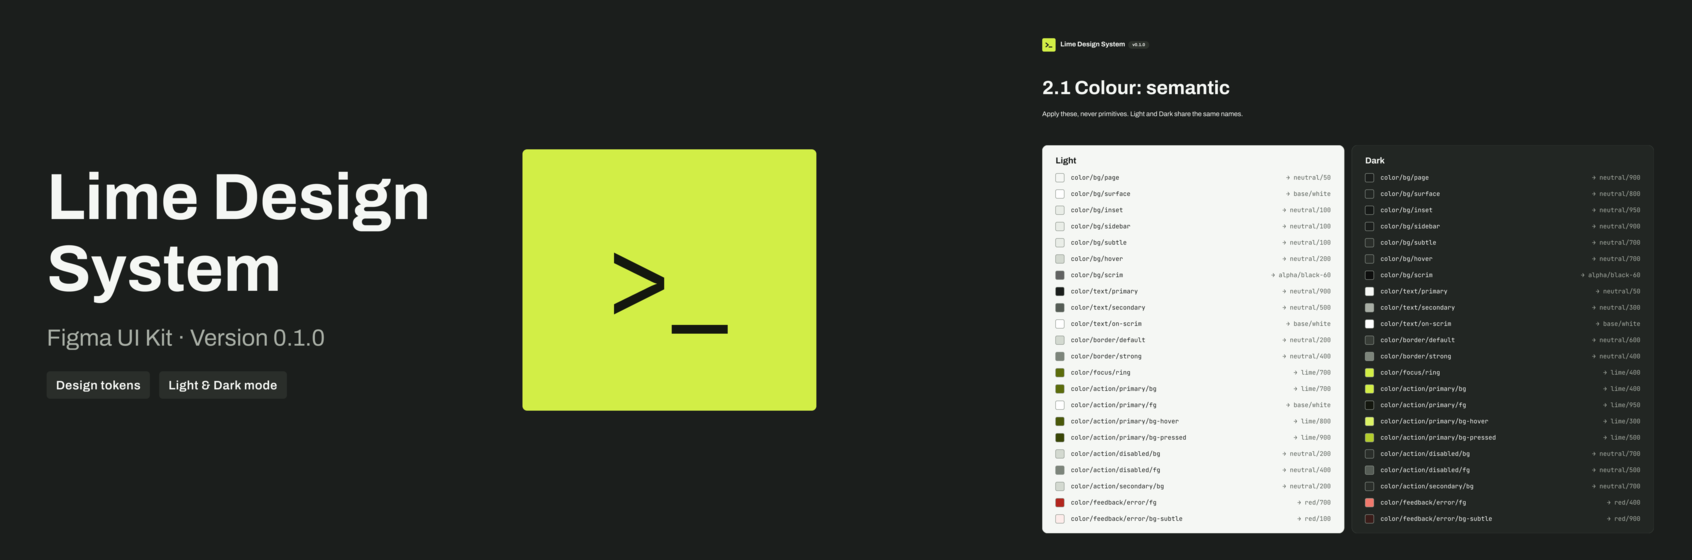 Lime Design
System
Figma UI Kit · Version 0.1.0
Design tokens
Light & Dark mode
>_
>_ Lime Design System v0.1.0
2.1 Colour: semantic
Apply these, never primitives. Light and Dark share the same names.
Light
color/bg/page → neutral/50
color/bg/surface → base/white
color/bg/inset → neutral/100
color/bg/sidebar → neutral/100
color/bg/subtle → neutral/100
color/bg/hover → neutral/200
color/bg/scrim → alpha/black-60
color/text/primary → neutral/900
color/text/secondary → neutral/500
color/text/on-scrim → base/white
color/border/default → neutral/200
color/border/strong → neutral/400
color/focus/ring → lime/700
color/action/primary/bg → lime/700
color/action/primary/fg → base/white
color/action/primary/bg-hover → lime/800
color/action/primary/bg-pressed → lime/900
color/action/disabled/bg → neutral/200
color/action/disabled/fg → neutral/400
color/action/secondary/bg → neutral/200
color/feedback/error/fg → red/700
color/feedback/error/bg-subtle → red/100
Dark
color/bg/page → neutral/900
color/bg/surface → neutral/800
color/bg/inset → neutral/950
color/bg/sidebar → neutral/900
color/bg/subtle → neutral/700
color/bg/hover → neutral/700
color/bg/scrim → alpha/black-60
color/text/primary → neutral/50
color/text/secondary → neutral/300
color/text/on-scrim → base/white
color/border/default → neutral/600
color/border/strong → neutral/400
color/focus/ring → lime/400
color/action/primary/bg → lime/400
color/action/primary/fg → lime/950
color/action/primary/bg-hover → lime/300
color/action/primary/bg-pressed → lime/500
color/action/disabled/bg → neutral/700
color/action/disabled/fg → neutral/500
color/action/secondary/bg → neutral/700
color/feedback/error/fg → red/400
color/feedback/error/bg-subtle → red/900